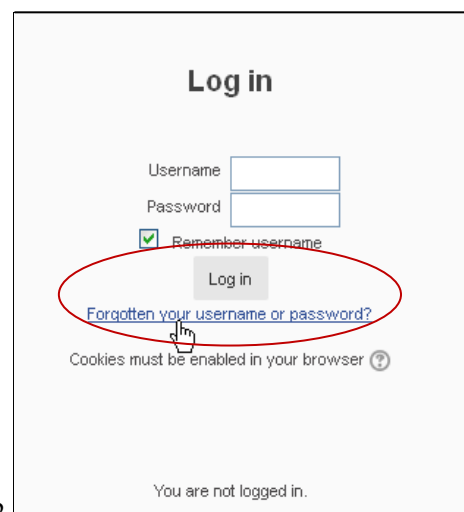 Log in
Username
Password
Remember username
Log in
Forgotten your username or password?
Cookies must be enabled in your browser ?
You are not logged in.